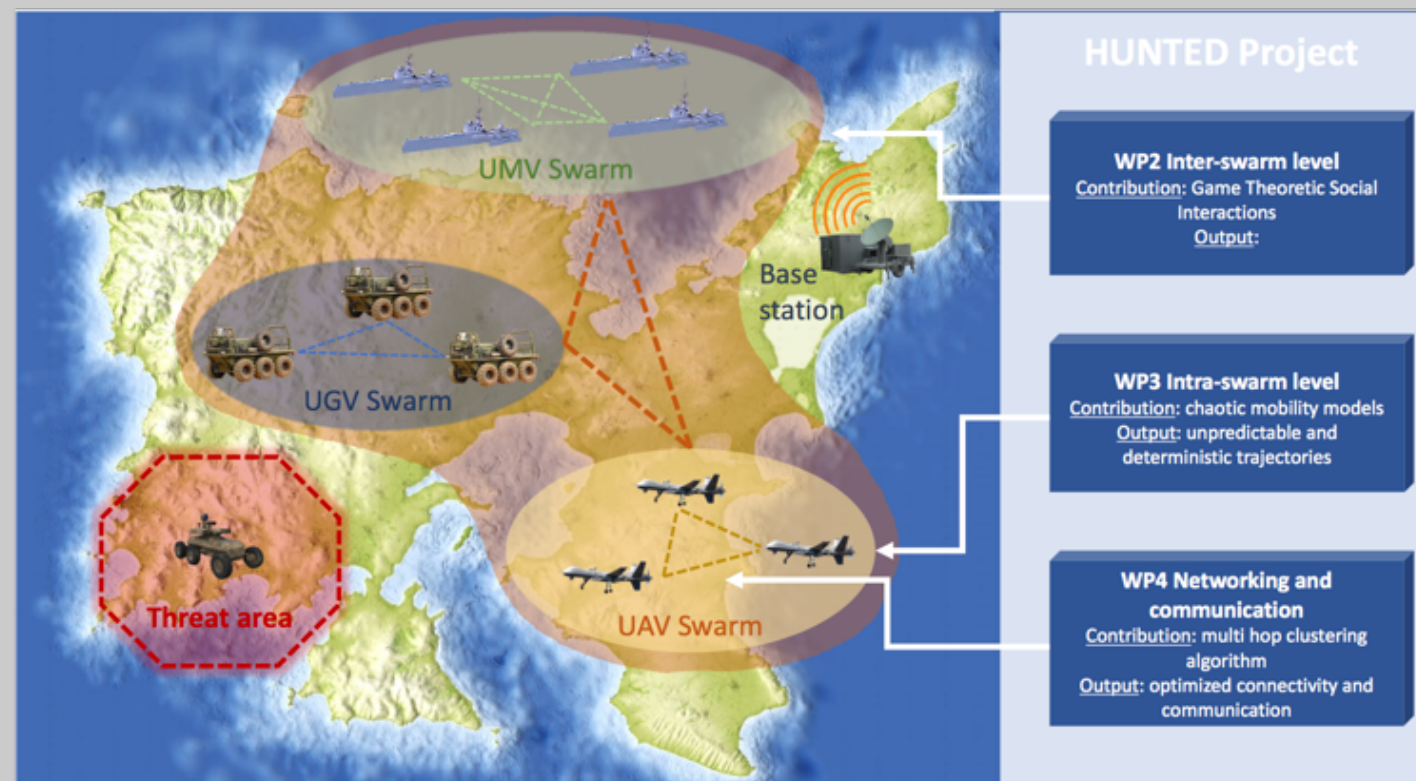 HUNTED Project
UMV Swarm
Base
station
UGV Swarm
Threat area
UAV Swarm
WP2 Inter-swarm level
Contribution: Game Theoretic Social
Interactions
Output:
WP3 Intra-swarm level
Contribution: chaotic mobility models
Output: unpredictable and
deterministic trajectories
WP4 Networking and
communication
Contribution: multi hop clustering
algorithm
Output: optimized connectivity and
communication